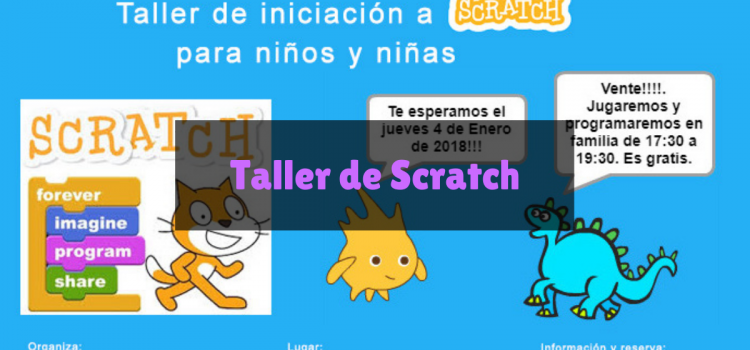 Taller de iniciación a SCRATCH
para niños y niñas
SCRATCH
forever
imagine
program
share
Te esperamos el
jueves 4 de Enero
de 2018!!!
Vente!!!!.
Jugaremos y
programaremos en
familia de 17:30 a
19:30. Es gratis.
Taller de Scratch
Organiza:
Lugar:
Información y reserva: